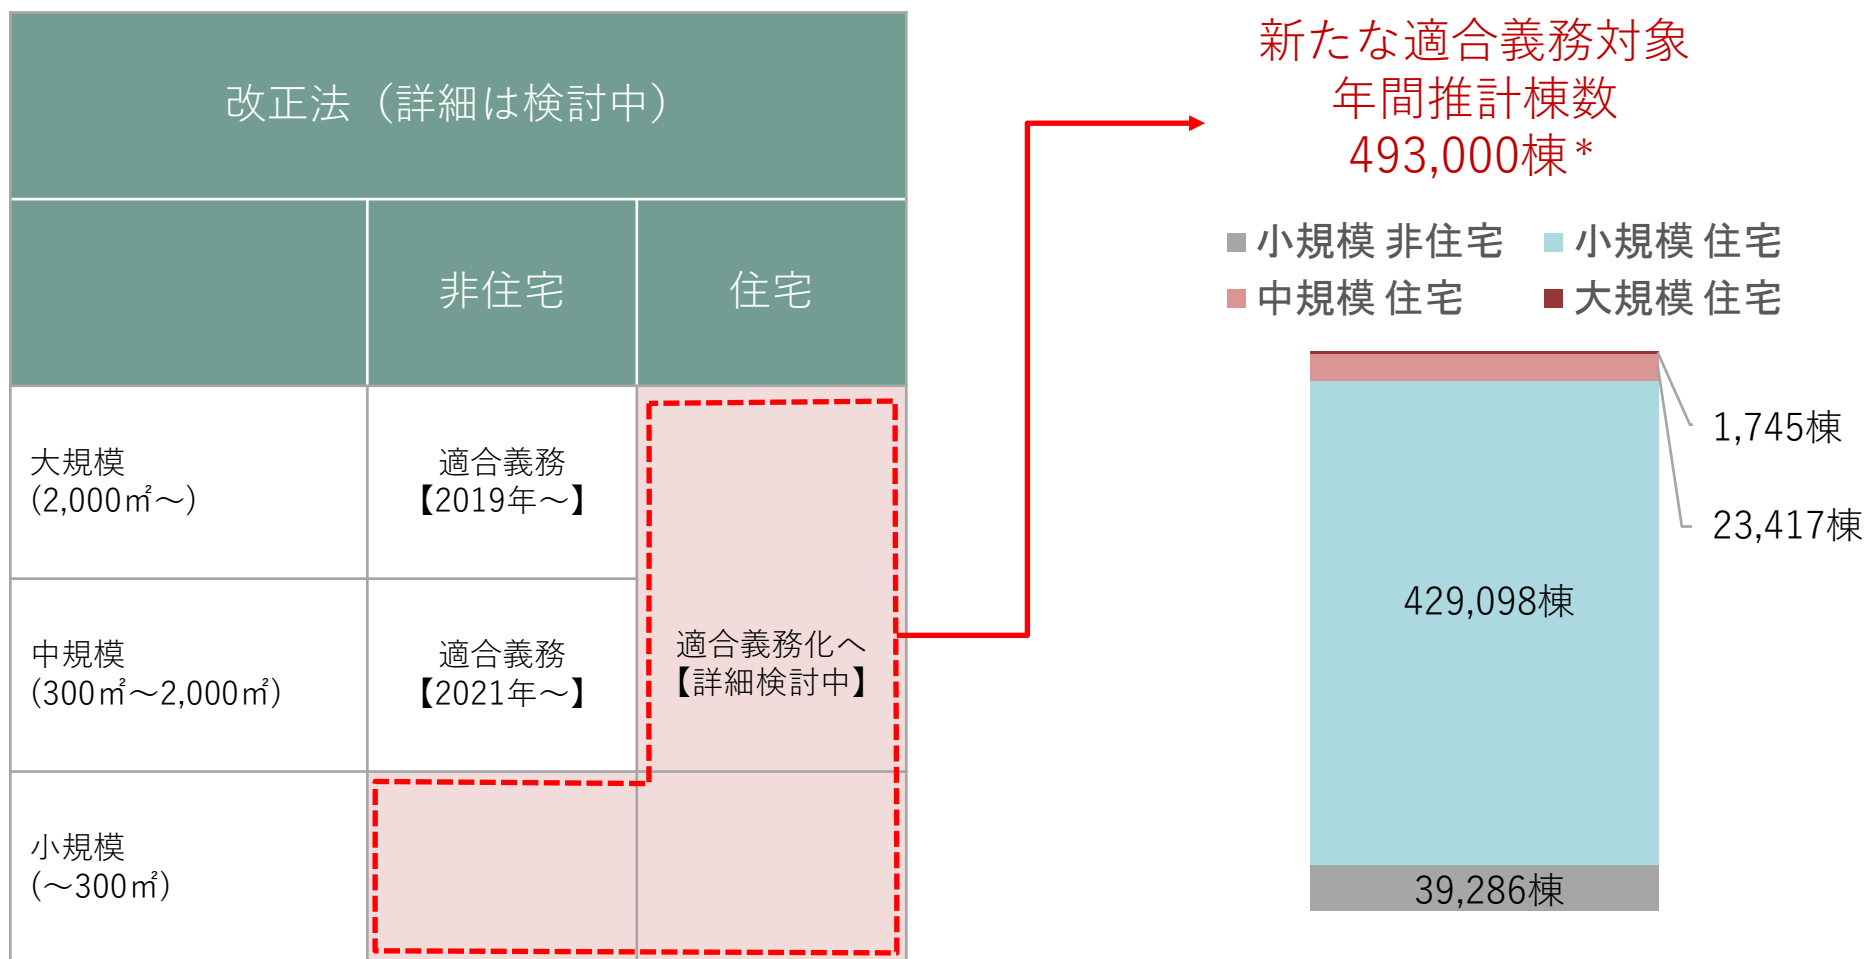 改正法（詳細は検討中）
非住宅
住宅
大規模
(2,000㎡～)
適合義務
【2019年～】
中規模
(300㎡～2,000㎡)
適合義務
【2021年～】
適合義務化へ
【詳細検討中】
小規模
(～300㎡)
新たな適合義務対象
年間推計棟数
493,000棟*
小規模 非住宅
小規模 住宅
中規模 住宅
大規模 住宅
1,745棟
23,417棟
429,098棟
39,286棟